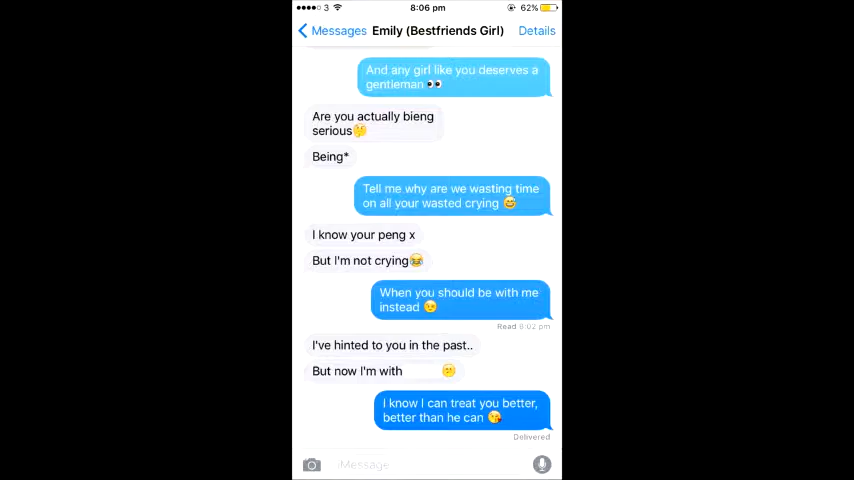 3 8:06 pm 62%
Messages Emily (Bestfriends Girl) Details
And any girl like you deserves a
gentleman 👀
Are you actually bieng
serious🤔
Being*
Tell me why are we wasting time
on all your wasted crying 😅
I know your peng x
But I'm not crying😂
When you should be with me
instead 🤨
Read 8:02 pm
I've hinted to you in the past..
But now I'm with
I know I can treat you better,
better than he can 😘
Delivered
iMessage